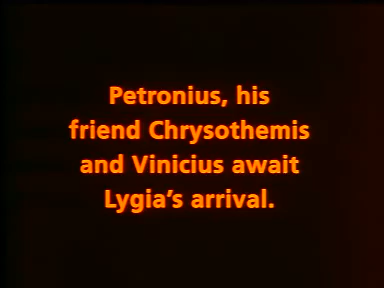 Petronius, his
friend Chrysothemis
and Vinicius await
Lygia's arrival.